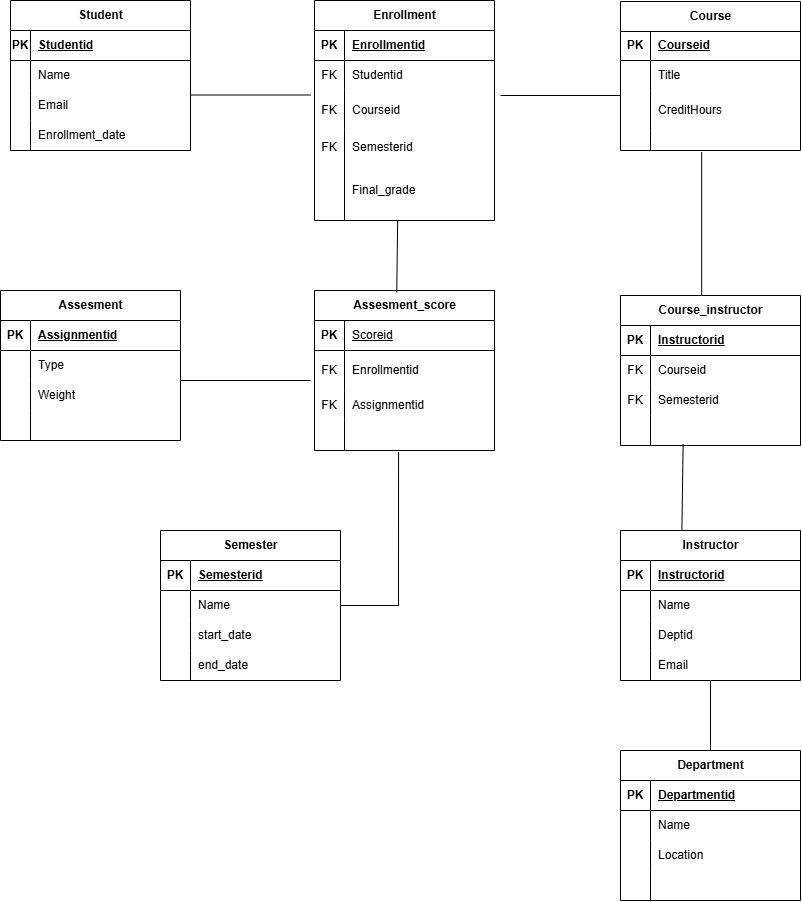 Student
PK Studentid
Name
Email
Enrollment_date
Enrollment
PK Enrollmentid
FK Studentid
FK Courseid
FK Semesterid
Final_grade
Course
PK Courseid
Title
CreditHours
Assesment
PK Assignmentid
Type
Weight
Assesment_score
PK Scoreid
FK Enrollmentid
FK Assignmentid
Course_instructor
PK Instructorid
FK Courseid
FK Semesterid
Semester
PK Semesterid
Name
start_date
end_date
Instructor
PK Instructorid
Name
Deptid
Email
Department
PK Departmentid
Name
Location